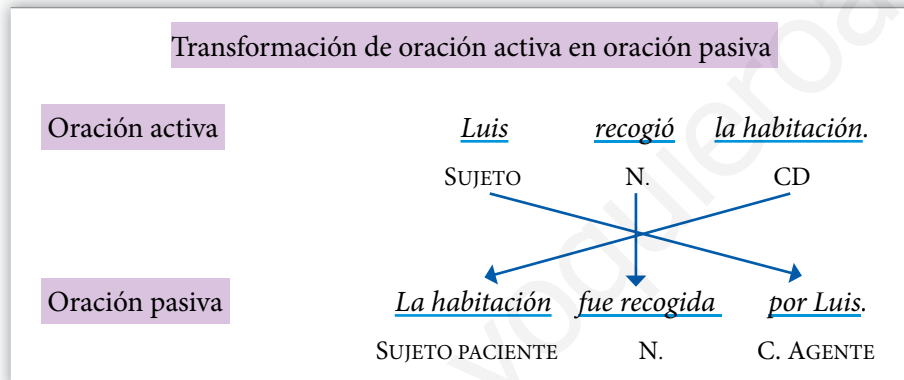 Transformación de oración activa en oración pasiva
Oración activa Luis recogió la habitación.
SUJETO N. CD
Oración pasiva La habitación fue recogida por Luis.
SUJETO PACIENTE N. C. AGENTE